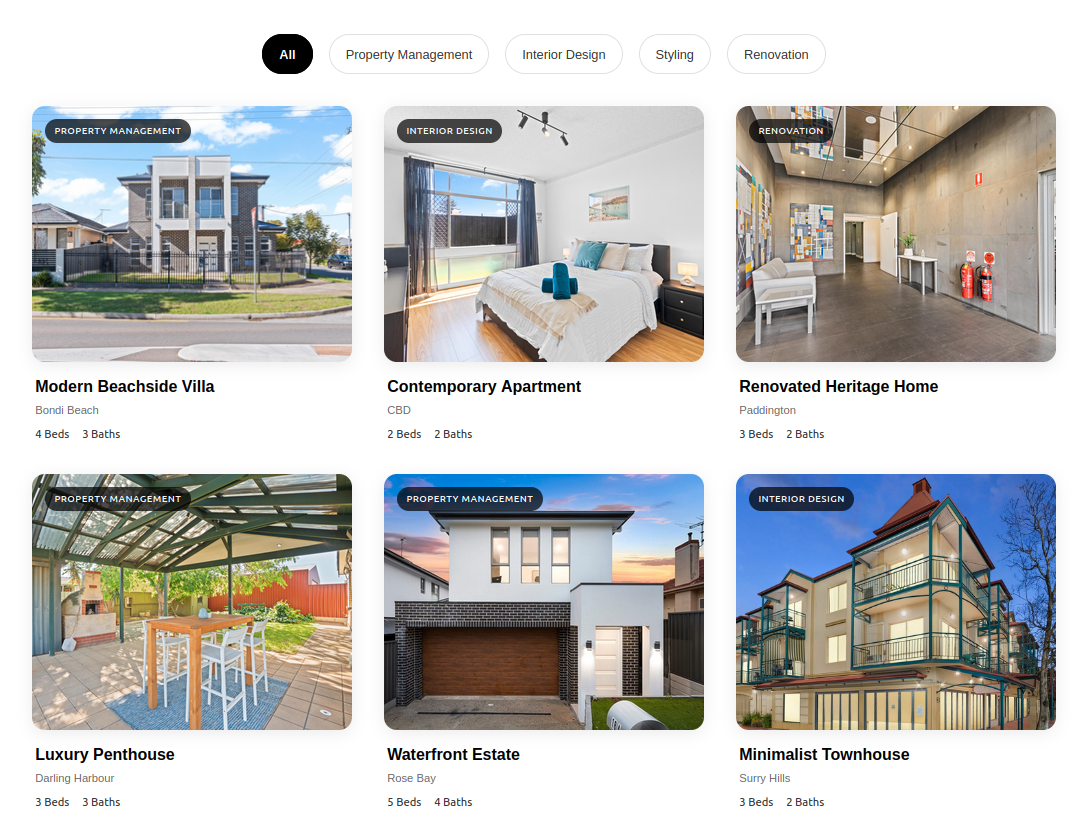 All Property Management Interior Design Styling Renovation
PROPERTY MANAGEMENT
INTERIOR DESIGN
RENOVATION
Modern Beachside Villa
Bondi Beach
4 Beds 3 Baths
Contemporary Apartment
CBD
2 Beds 2 Baths
Renovated Heritage Home
Paddington
3 Beds 2 Baths
PROPERTY MANAGEMENT
PROPERTY MANAGEMENT
INTERIOR DESIGN
Luxury Penthouse
Darling Harbour
3 Beds 3 Baths
Waterfront Estate
Rose Bay
5 Beds 4 Baths
Minimalist Townhouse
Surry Hills
3 Beds 2 Baths